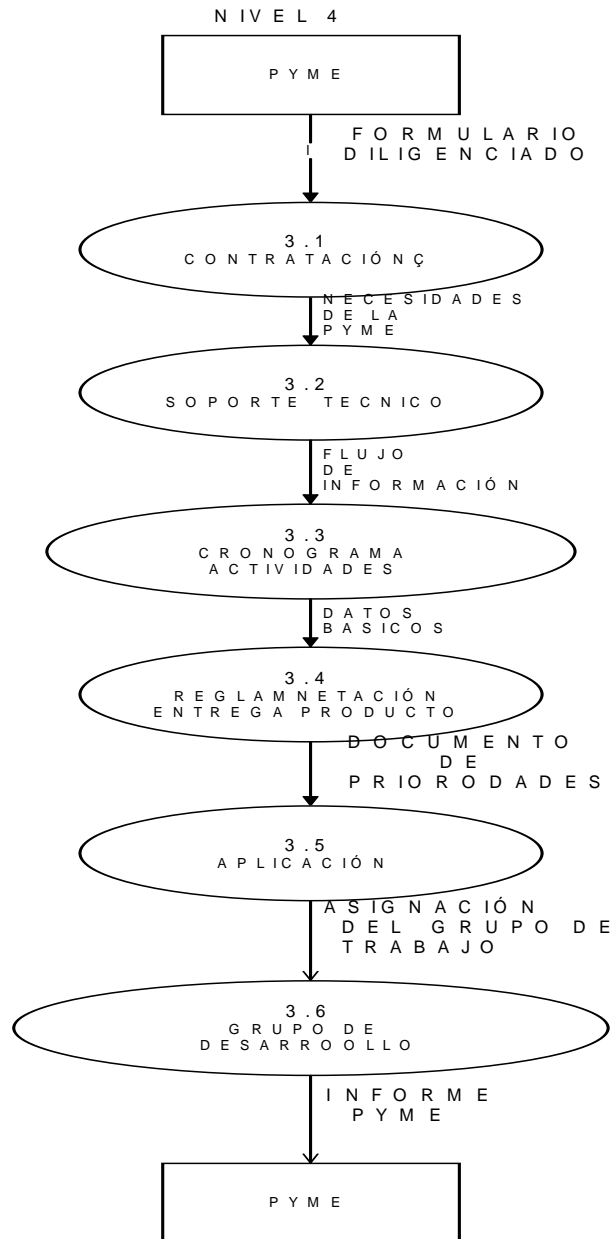 NIVEL 4
PYME
FORMULARIO
DILIGENCIADO
3.1
CONTRATACIÓNÇ
NECESIDADES
DE LA
PYME
3.2
SOPORTE TECNICO
FLUJO
DE
INFORMACIÓN
3.3
CRONOGRAMA
ACTIVIDADES
DATOS
BASICOS
3.4
REGLAMNETACIÓN
ENTREGA PRODUCTO
DOCUMENTO
DE
PRIORODADES
3.5
APLICACIÓN
ASIGNACIÓN
DEL GRUPO DE
TRABAJO
3.6
GRUPO DE
DESARROOLLO
INFORME
PYME
PYME